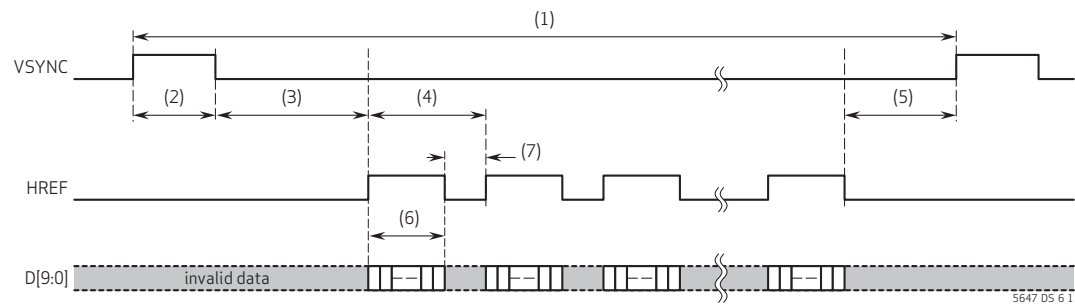 (1)
VSYNC
(2) (3) (4) (5)
(7)
HREF
(6)
D[9:0] invalid data
5647 DS 6 1